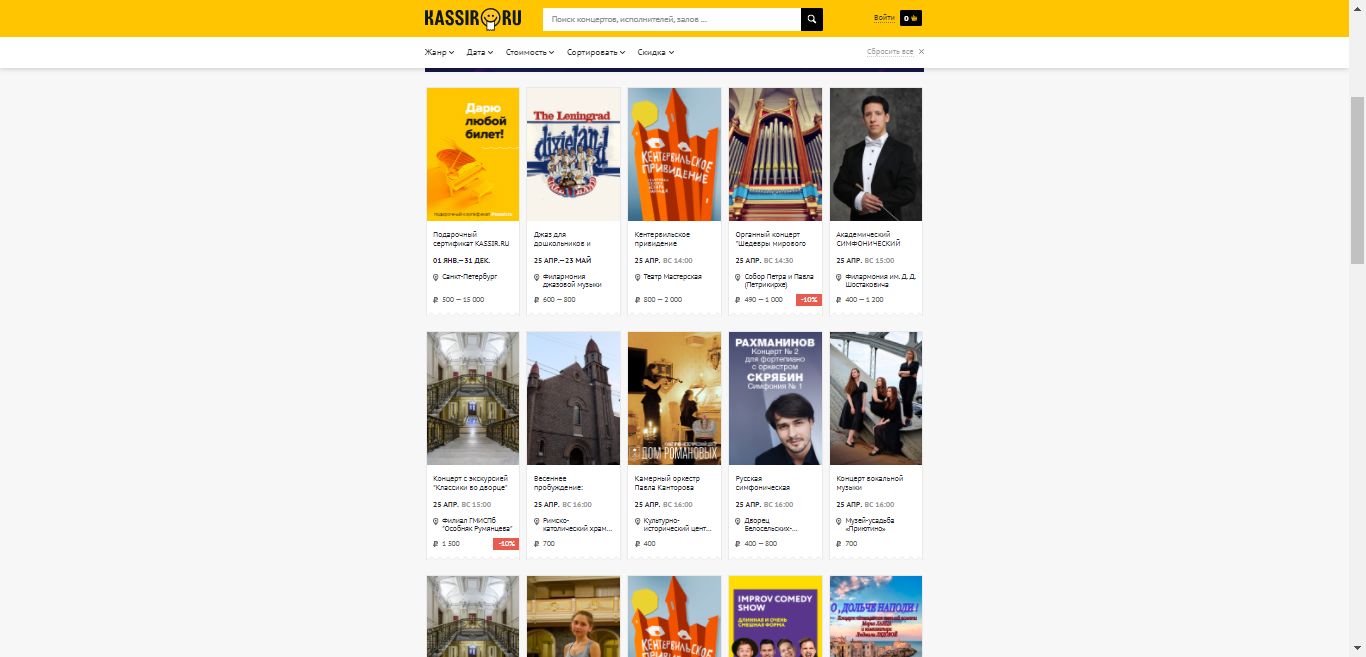 KASSIR RU
Поиск концертов, исполнителей, залов ...
Войти
0
Жанр
Дата
Стоимость
Сортировать
Скидка
Сбросить все
Дарю
любой
билет!
подарочный сертификат
The Leningrad
dixieland
КЕНТЕРВИЛЬСКОЕ
ПРИВИДЕНИЕ
Подарочный
сертификат KASSIR.RU
01 ЯНВ.—31 ДЕК.
Санкт-Петербург
500 — 15 000
Джаз для
дошкольников и
25 АПР.—23 МАЙ
Филармония
джазовой музыки
600 — 800
Кентервильское
привидение
25 АПР. ВС 14:00
Театр Мастерская
800 — 2 000
Органный концерт
"Шедевры мирового
25 АПР. ВС 14:30
Собор Петра и Павла
(Петрикирхе)
490 — 1 000
-10%
Академический
СИМФОНИЧЕСКИЙ
25 АПР. ВС 15:00
Филармония им. Д. Д.
Шостаковича
400 — 1 200
ДОМ РОМАНОВЫХ
РАХМАНИНОВ
Концерт № 2
для фортепиано
с оркестром
СКРЯБИН
Симфония № 1
Концерт с экскурсией
"Классики во дворце"
25 АПР. ВС 15:00
Филиал ГМИСПб
"Особняк Румянцева"
1 500
-10%
Весеннее
пробуждение:
25 АПР. ВС 16:00
Римско-
католический храм...
700
Камерный оркестр
Павла Канторова
25 АПР. ВС 16:00
Культурно-
исторический цент...
400
Русская
симфоническая
25 АПР. ВС 16:00
Дворец
Белосельских-...
400 — 800
Концерт вокальной
музыки
25 АПР. ВС 16:00
Музей-усадьба
«Приютино»
700
КЕНТЕРВИЛЬСКОЕ
IMPROV COMEDY
SHOW
ДЛИННАЯ И ОЧЕНЬ
СМЕШНАЯ ФОРМА
О , ДОЛЬЧЕ НАПОЛИ !